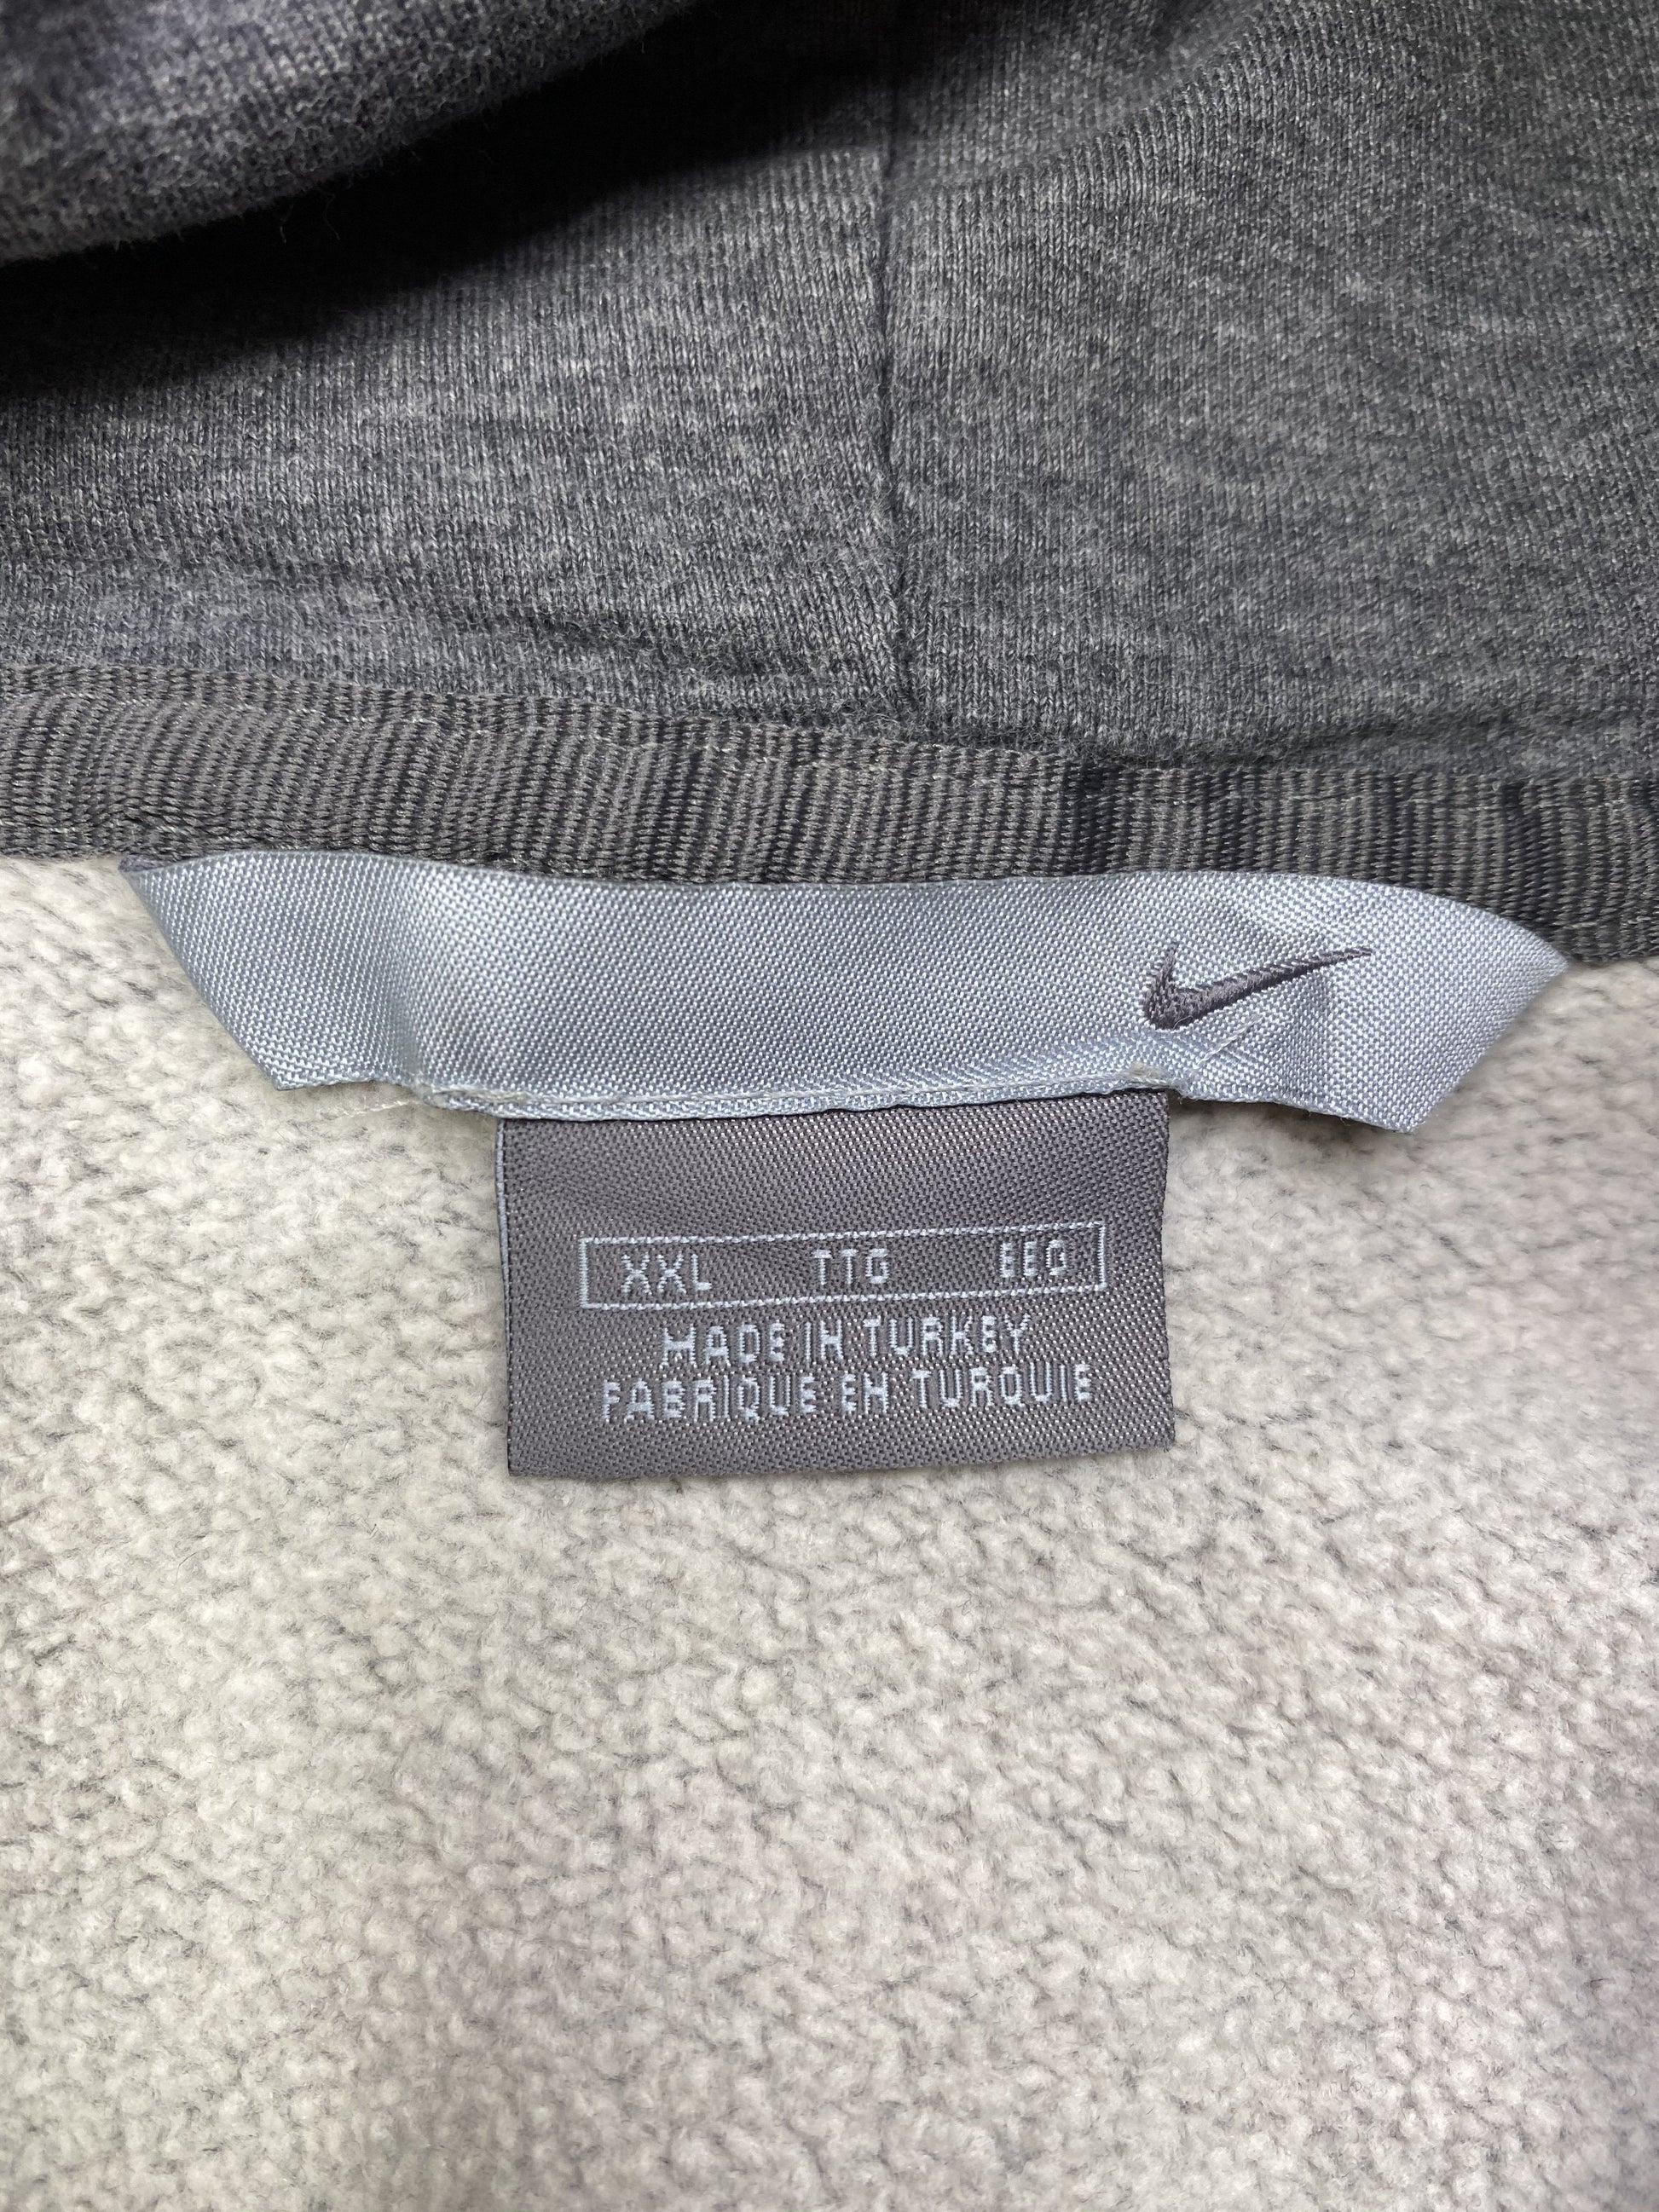 XXL TTG EEG
MADE IN TURKEY
FABRIQUE EN TURQUIE